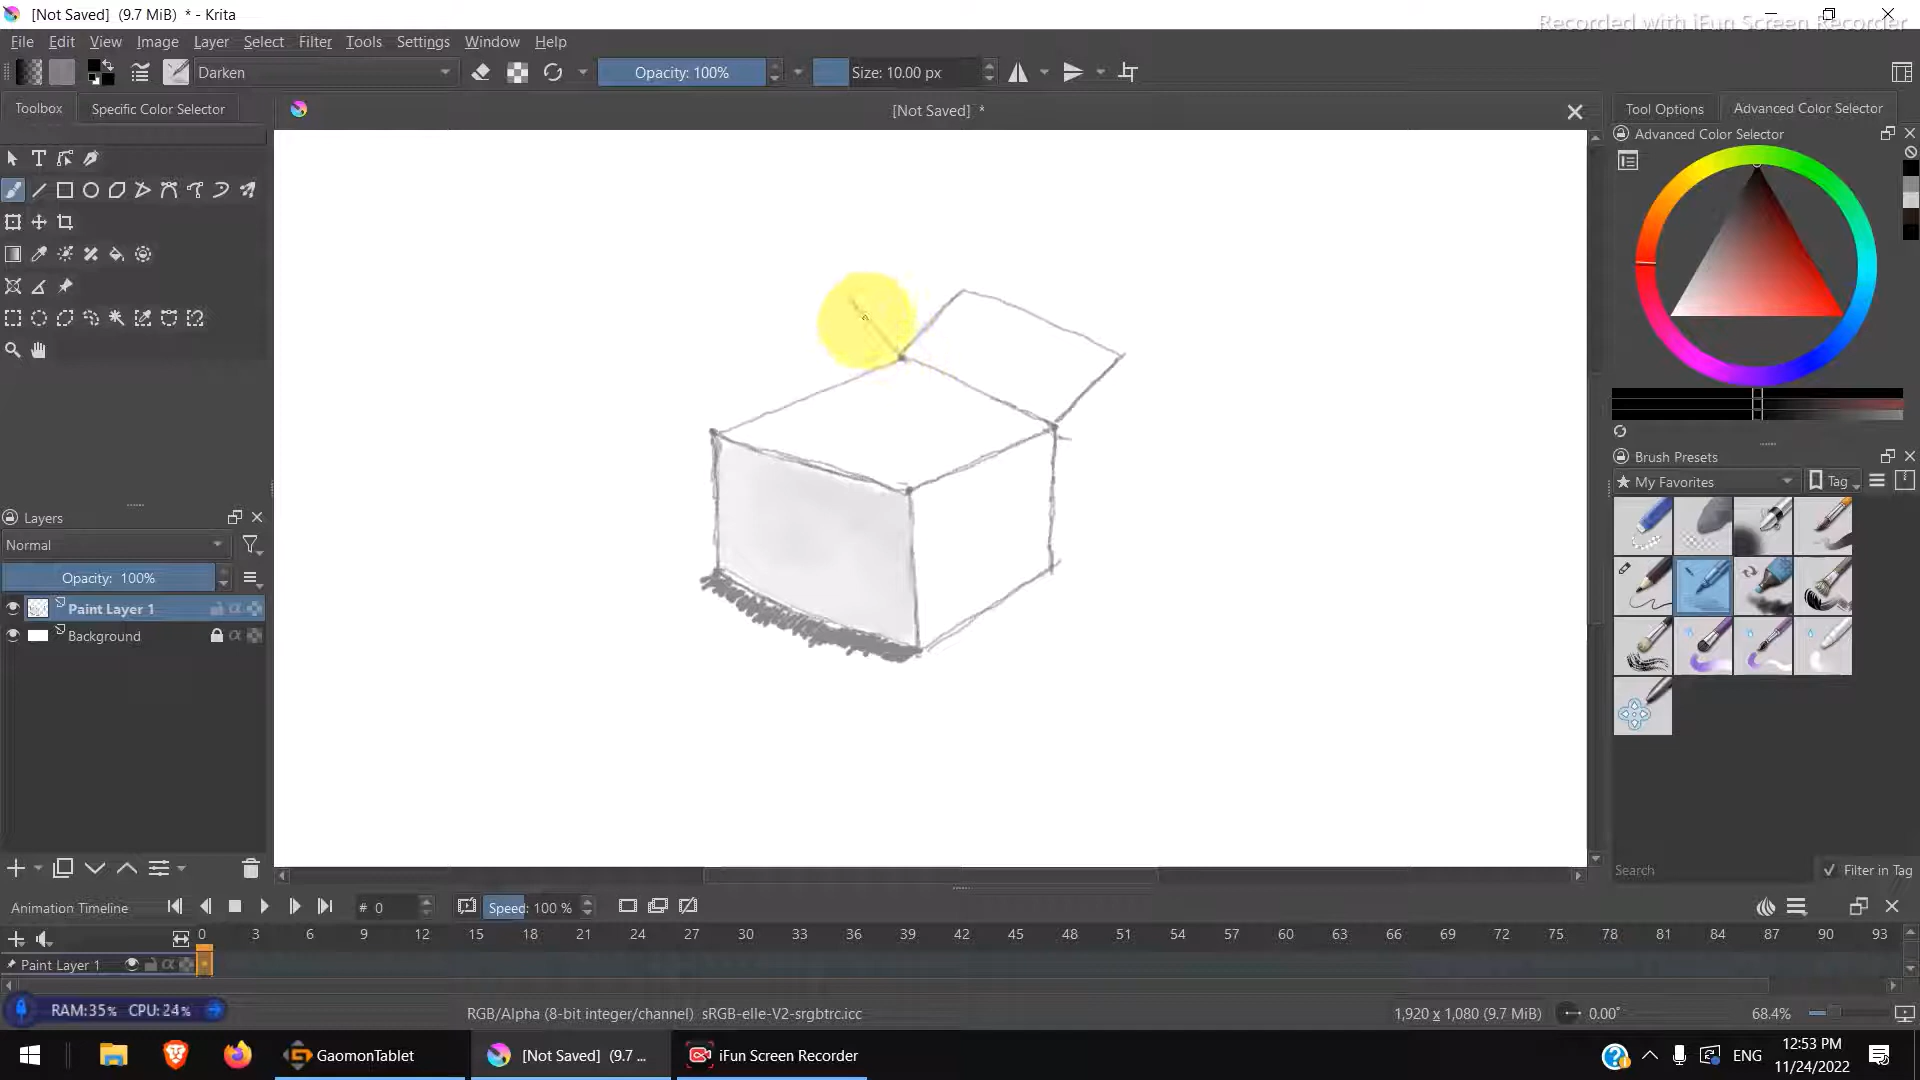 [Not Saved]  (9.7 MiB)  * - Krita
Recorded with iFun Screen Recorder
File Edit View Image Layer Select Filter Tools Settings Window Help
Darken Opacity: 100% Size: 10.00 px
Toolbox Specific Color Selector [Not Saved]  * Tool Options Advanced Color Selector
Advanced Color Selector
Brush Presets
My Favorites Tag
Layers
Normal
Opacity:  100%
Paint Layer 1
Background
Search Filter in Tag
Animation Timeline # 0 Speed: 100 %
0 3 6 9 12 15 18 21 24 27 30 33 36 39 42 45 48 51 54 57 60 63 66 69 72 75 78 81 84 87 90 93
Paint Layer 1
RAM:35% CPU:24% RGB/Alpha (8-bit integer/channel)  sRGB-elle-V2-srgbtrc.icc 1,920 x 1,080 (9.7 MiB) 0.00° 68.4%
GaomonTablet [Not Saved]  (9.7 ... iFun Screen Recorder ENG 12:53 PM
11/24/2022